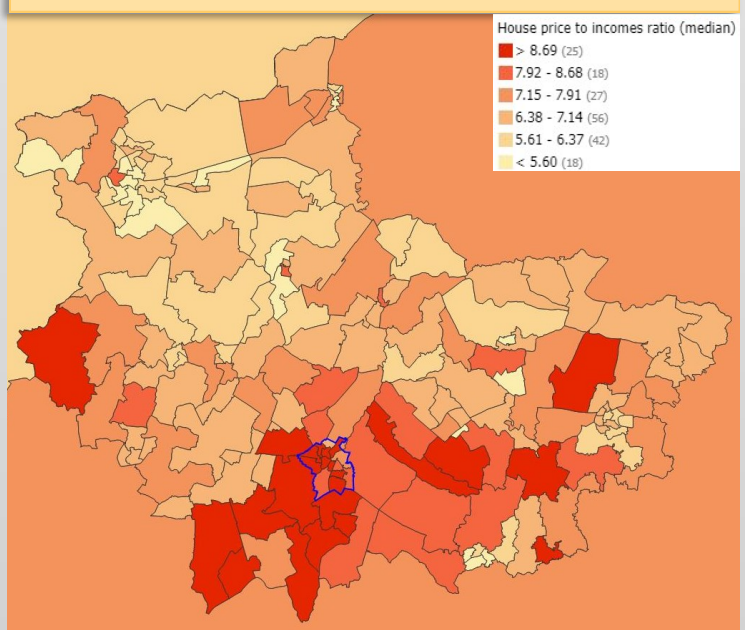 House price to incomes ratio (median)
> 8.69 (25)
7.92 - 8.68 (18)
7.15 - 7.91 (27)
6.38 - 7.14 (56)
5.61 - 6.37 (42)
< 5.60 (18)